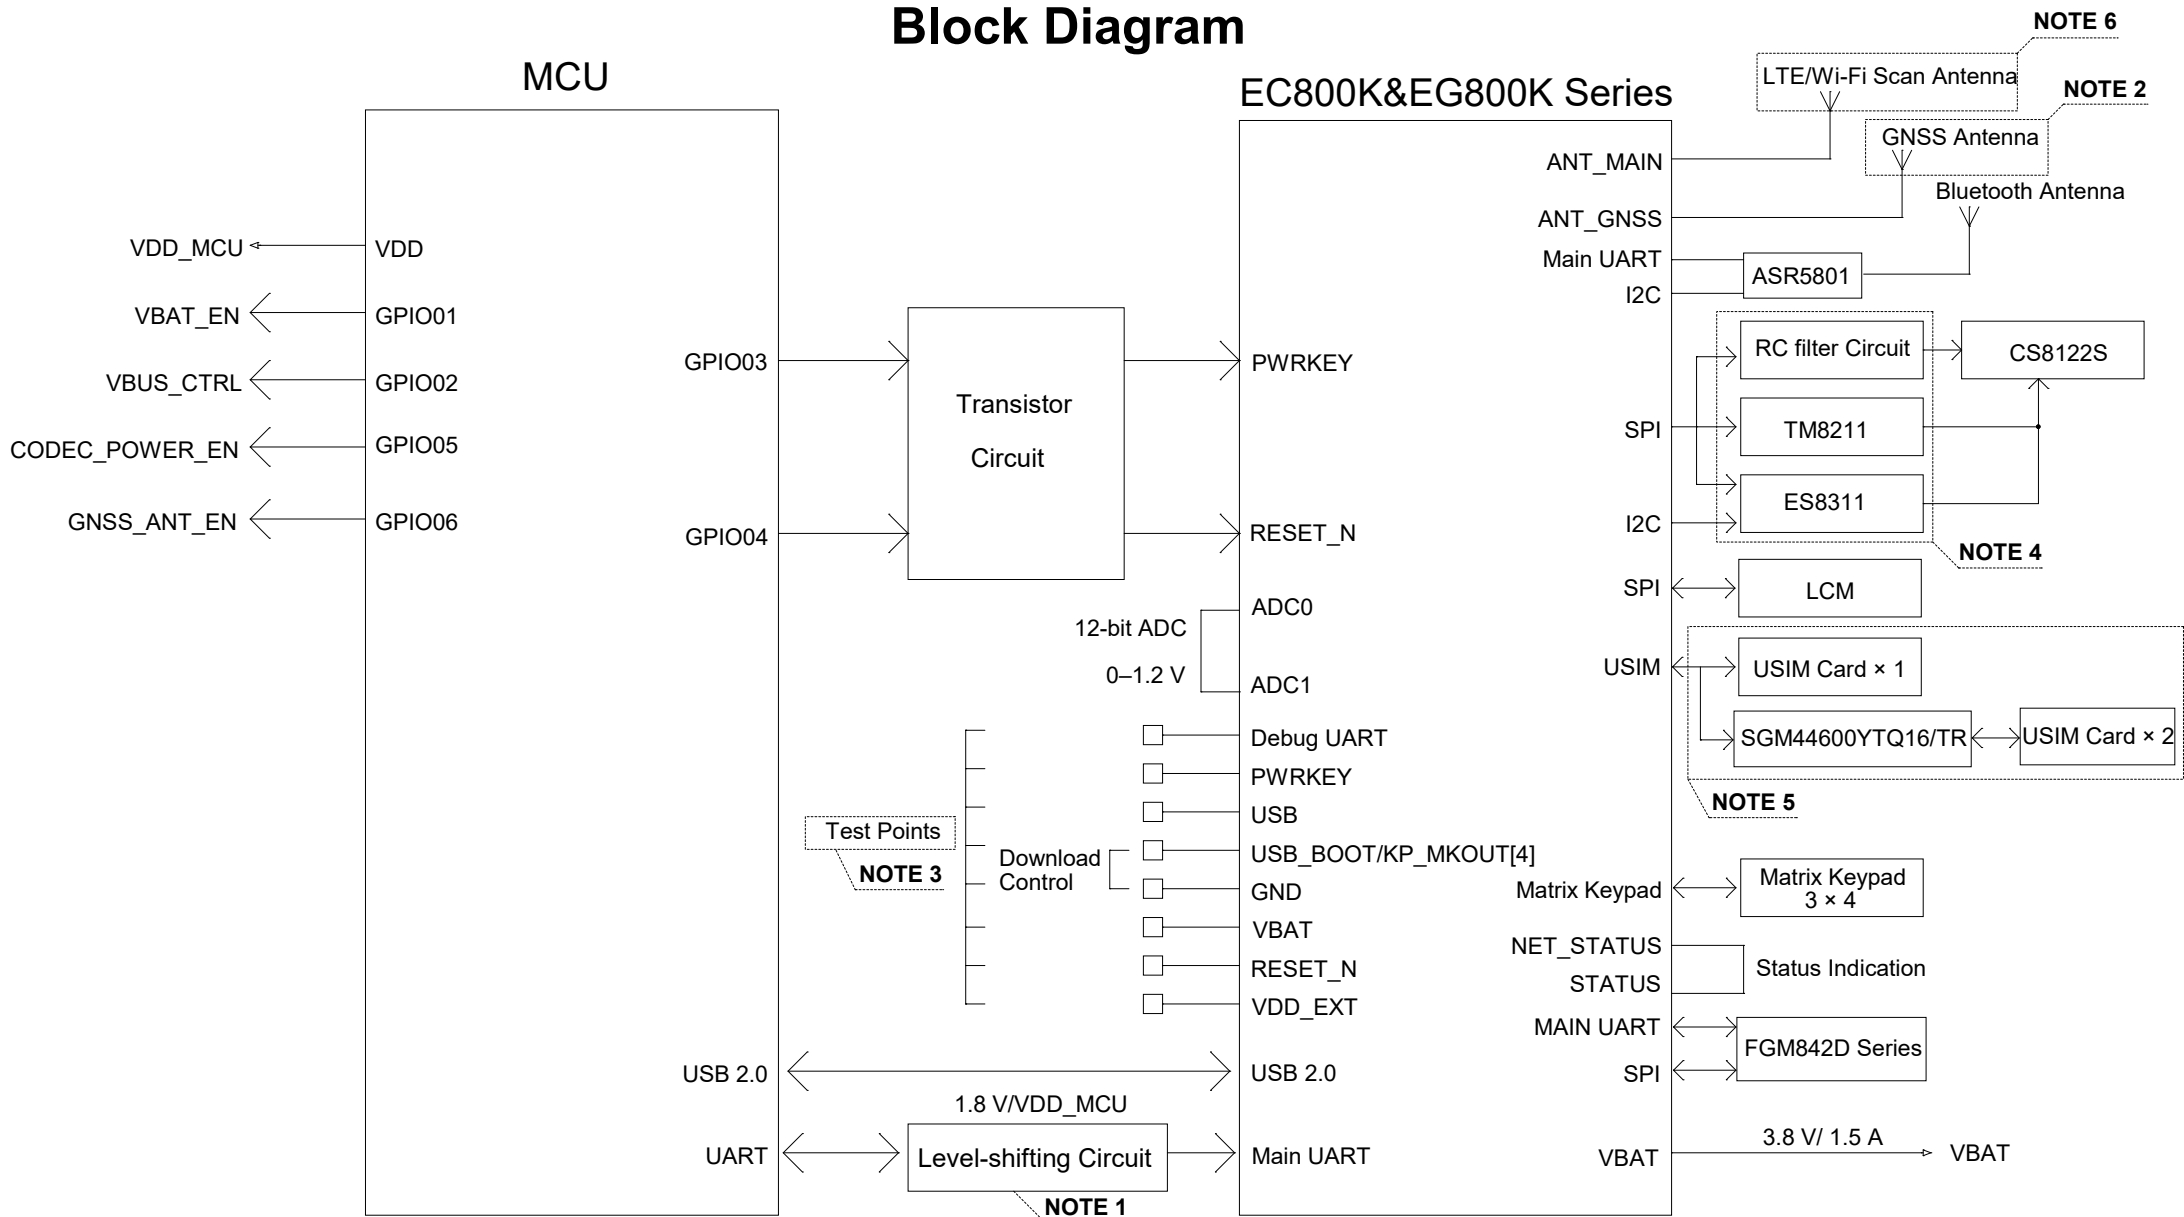 Block Diagram
NOTE 6
MCU
EC800K&EG800K Series
LTE/Wi-Fi Scan Antenna
NOTE 2
GNSS Antenna
ANT_MAIN
Bluetooth Antenna
ANT_GNSS
VDD_MCU
VDD
Main UART
ASR5801
I2C
VBAT_EN
GPIO01
VBUS_CTRL
GPIO02
CODEC_POWER_EN
GPIO05
GNSS_ANT_EN
GPIO06
GPIO03
GPIO04
Transistor
Circuit
PWRKEY
RESET_N
RC filter Circuit
CS8122S
SPI
TM8211
ES8311
I2C
NOTE 4
SPI
LCM
12-bit ADC
0–1.2 V
ADC0
ADC1
USIM
USIM Card × 1
SGM44600YTQ16/TR
USIM Card × 2
NOTE 5
Test Points
NOTE 3
Download
Control
Debug UART
PWRKEY
USB
USB_BOOT/KP_MKOUT[4]
GND
VBAT
RESET_N
VDD_EXT
Matrix Keypad
Matrix Keypad
3 × 4
NET_STATUS
STATUS
Status Indication
MAIN UART
SPI
FGM842D Series
USB 2.0
USB 2.0
1.8 V/VDD_MCU
UART
Level-shifting Circuit
Main UART
NOTE 1
VBAT
3.8 V/ 1.5 A
VBAT